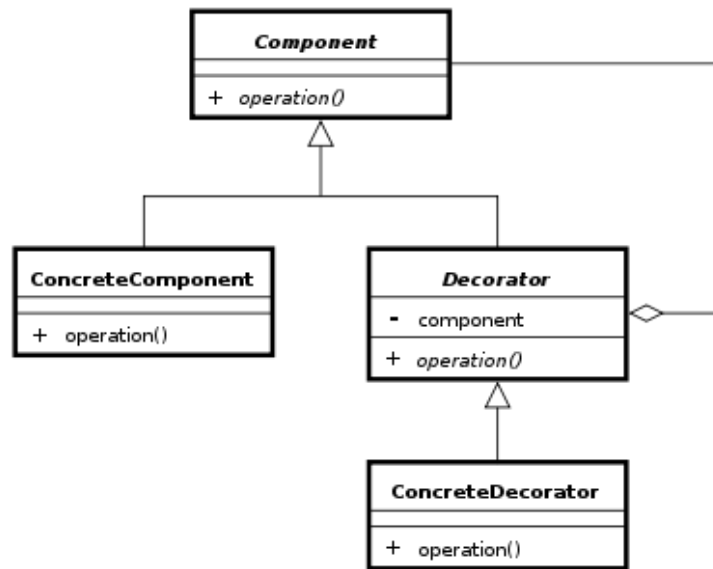 Component
+ operation()
ConcreteComponent
+ operation()
Decorator
- component
+ operation()
ConcreteDecorator
+ operation()